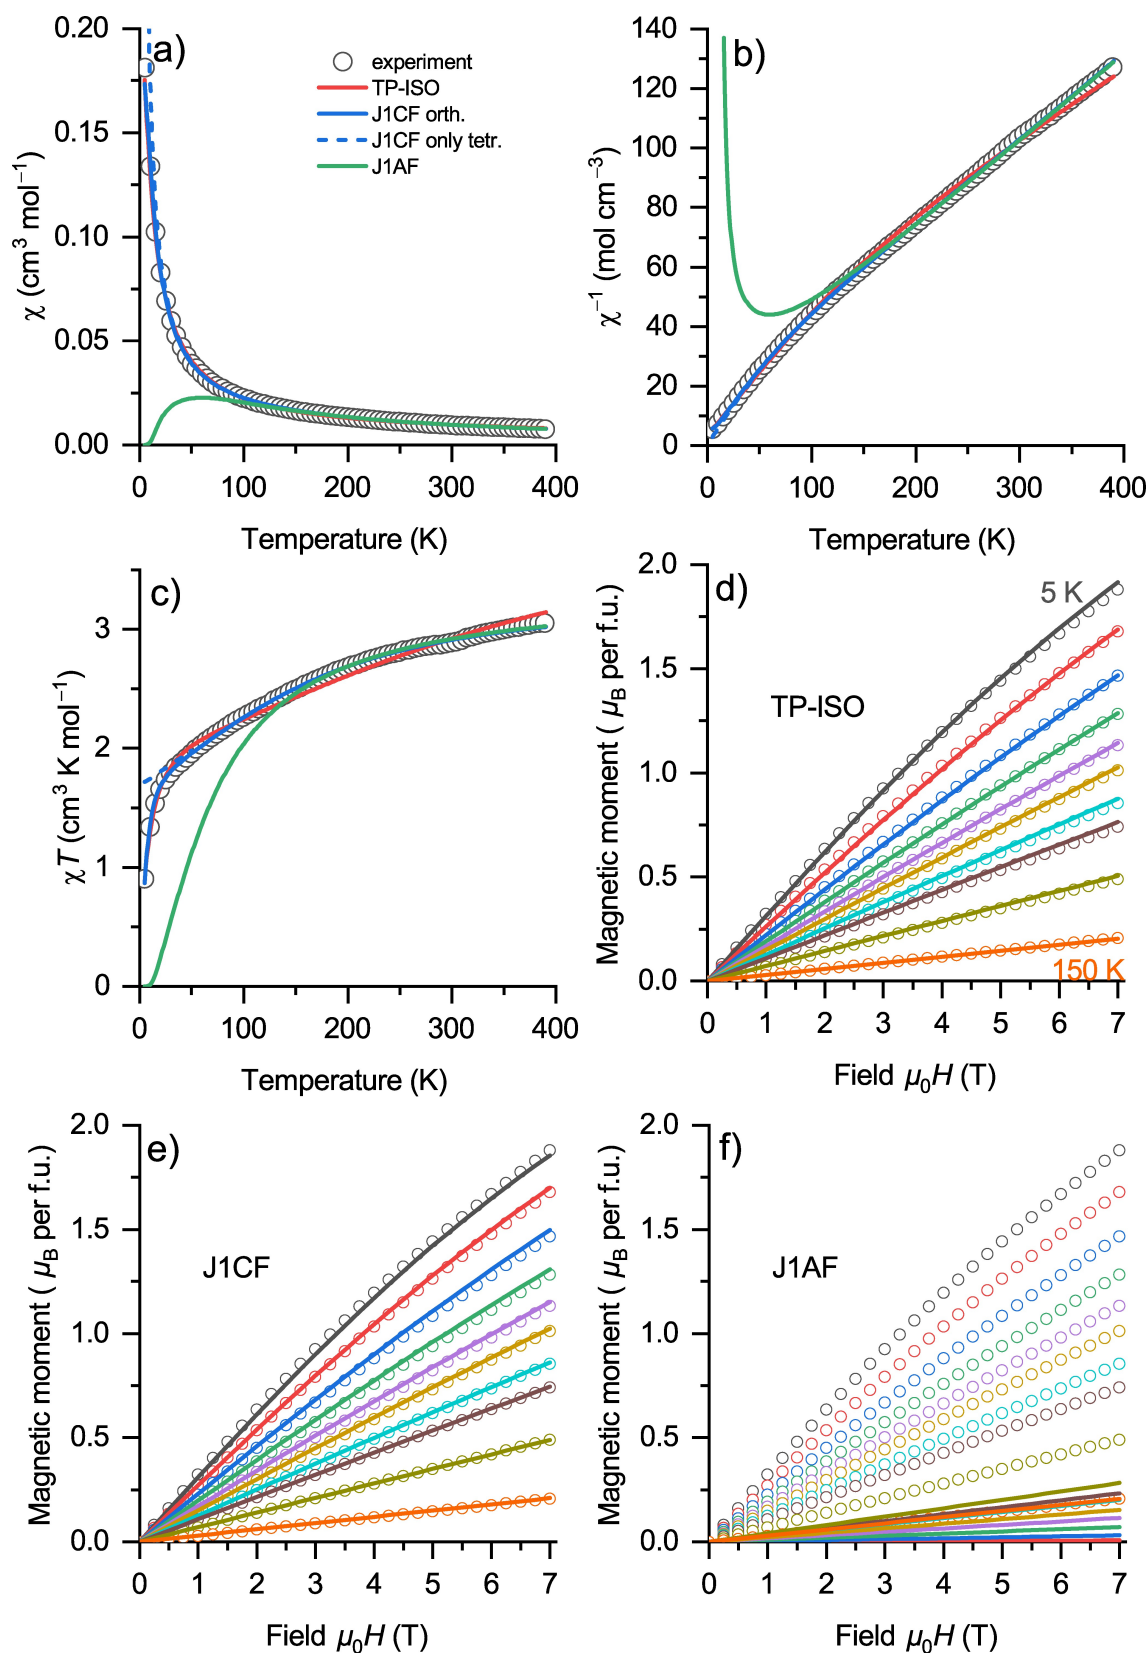 a)
0.20
0.15
0.10
0.05
0.00
χ (cm³ mol⁻¹)
0 100 200 300 400
Temperature (K)
experiment
TP-ISO
J1CF orth.
J1CF only tetr.
J1AF
b)
140
120
100
80
60
40
20
0
χ⁻¹ (mol cm⁻³)
0 100 200 300 400
Temperature (K)
c)
3
2
1
0
χT (cm³ K mol⁻¹)
0 100 200 300 400
Temperature (K)
d)
2.0
1.5
1.0
0.5
0.0
Magnetic moment ( μB per f.u.)
5 K
TP-ISO
150 K
0 1 2 3 4 5 6 7
Field μ₀H (T)
e)
2.0
1.5
1.0
0.5
0.0
Magnetic moment ( μB per f.u.)
J1CF
0 1 2 3 4 5 6 7
Field μ₀H (T)
f)
2.0
1.5
1.0
0.5
0.0
Magnetic moment ( μB per f.u.)
J1AF
0 1 2 3 4 5 6 7
Field μ₀H (T)